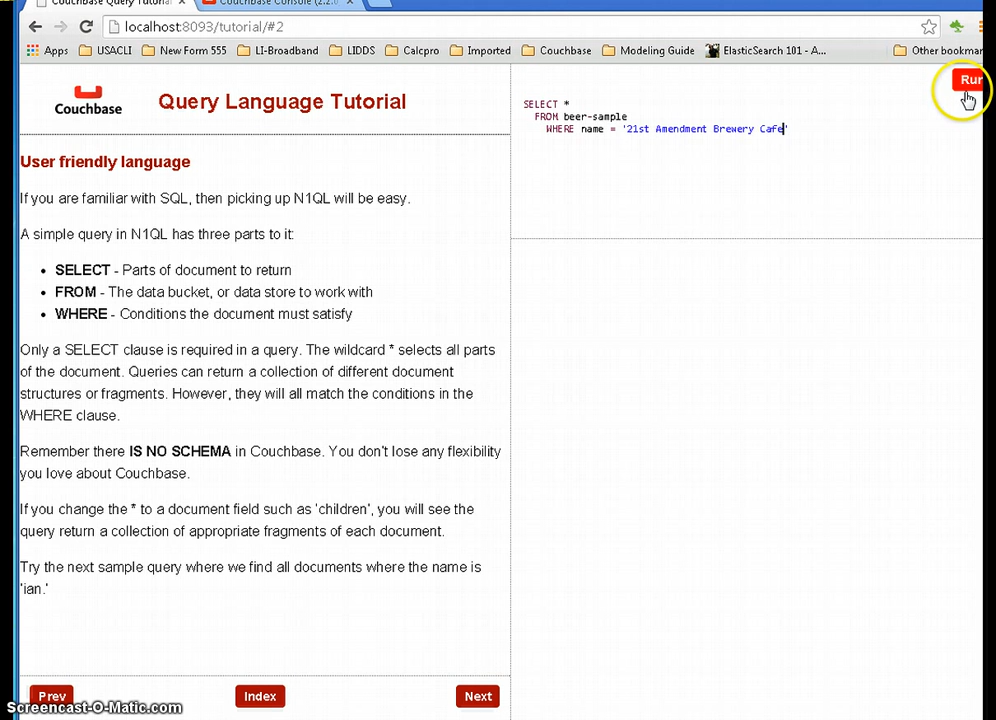 Couchbase Query Tutorial
Couchbase Console (2.2.0
localhost:8093/tutorial/#2
Apps
USACLI
New Form 555
LI-Broadband
LIDDS
Calcpro
Imported
Couchbase
Modeling Guide
ElasticSearch 101 - A...
Other bookmar
Couchbase
Query Language Tutorial
User friendly language
If you are familiar with SQL, then picking up N1QL will be easy.
A simple query in N1QL has three parts to it:
• SELECT - Parts of document to return
• FROM - The data bucket, or data store to work with
• WHERE - Conditions the document must satisfy
Only a SELECT clause is required in a query. The wildcard * selects all parts
of the document. Queries can return a collection of different document
structures or fragments. However, they will all match the conditions in the
WHERE clause.
Remember there IS NO SCHEMA in Couchbase. You don't lose any flexibility
you love about Couchbase.
If you change the * to a document field such as 'children', you will see the
query return a collection of appropriate fragments of each document.
Try the next sample query where we find all documents where the name is
'ian.'
Prev
Index
Next
Run
SELECT *
FROM beer-sample
WHERE name = '21st Amendment Brewery Cafe'
Screencast-O-Matic.com